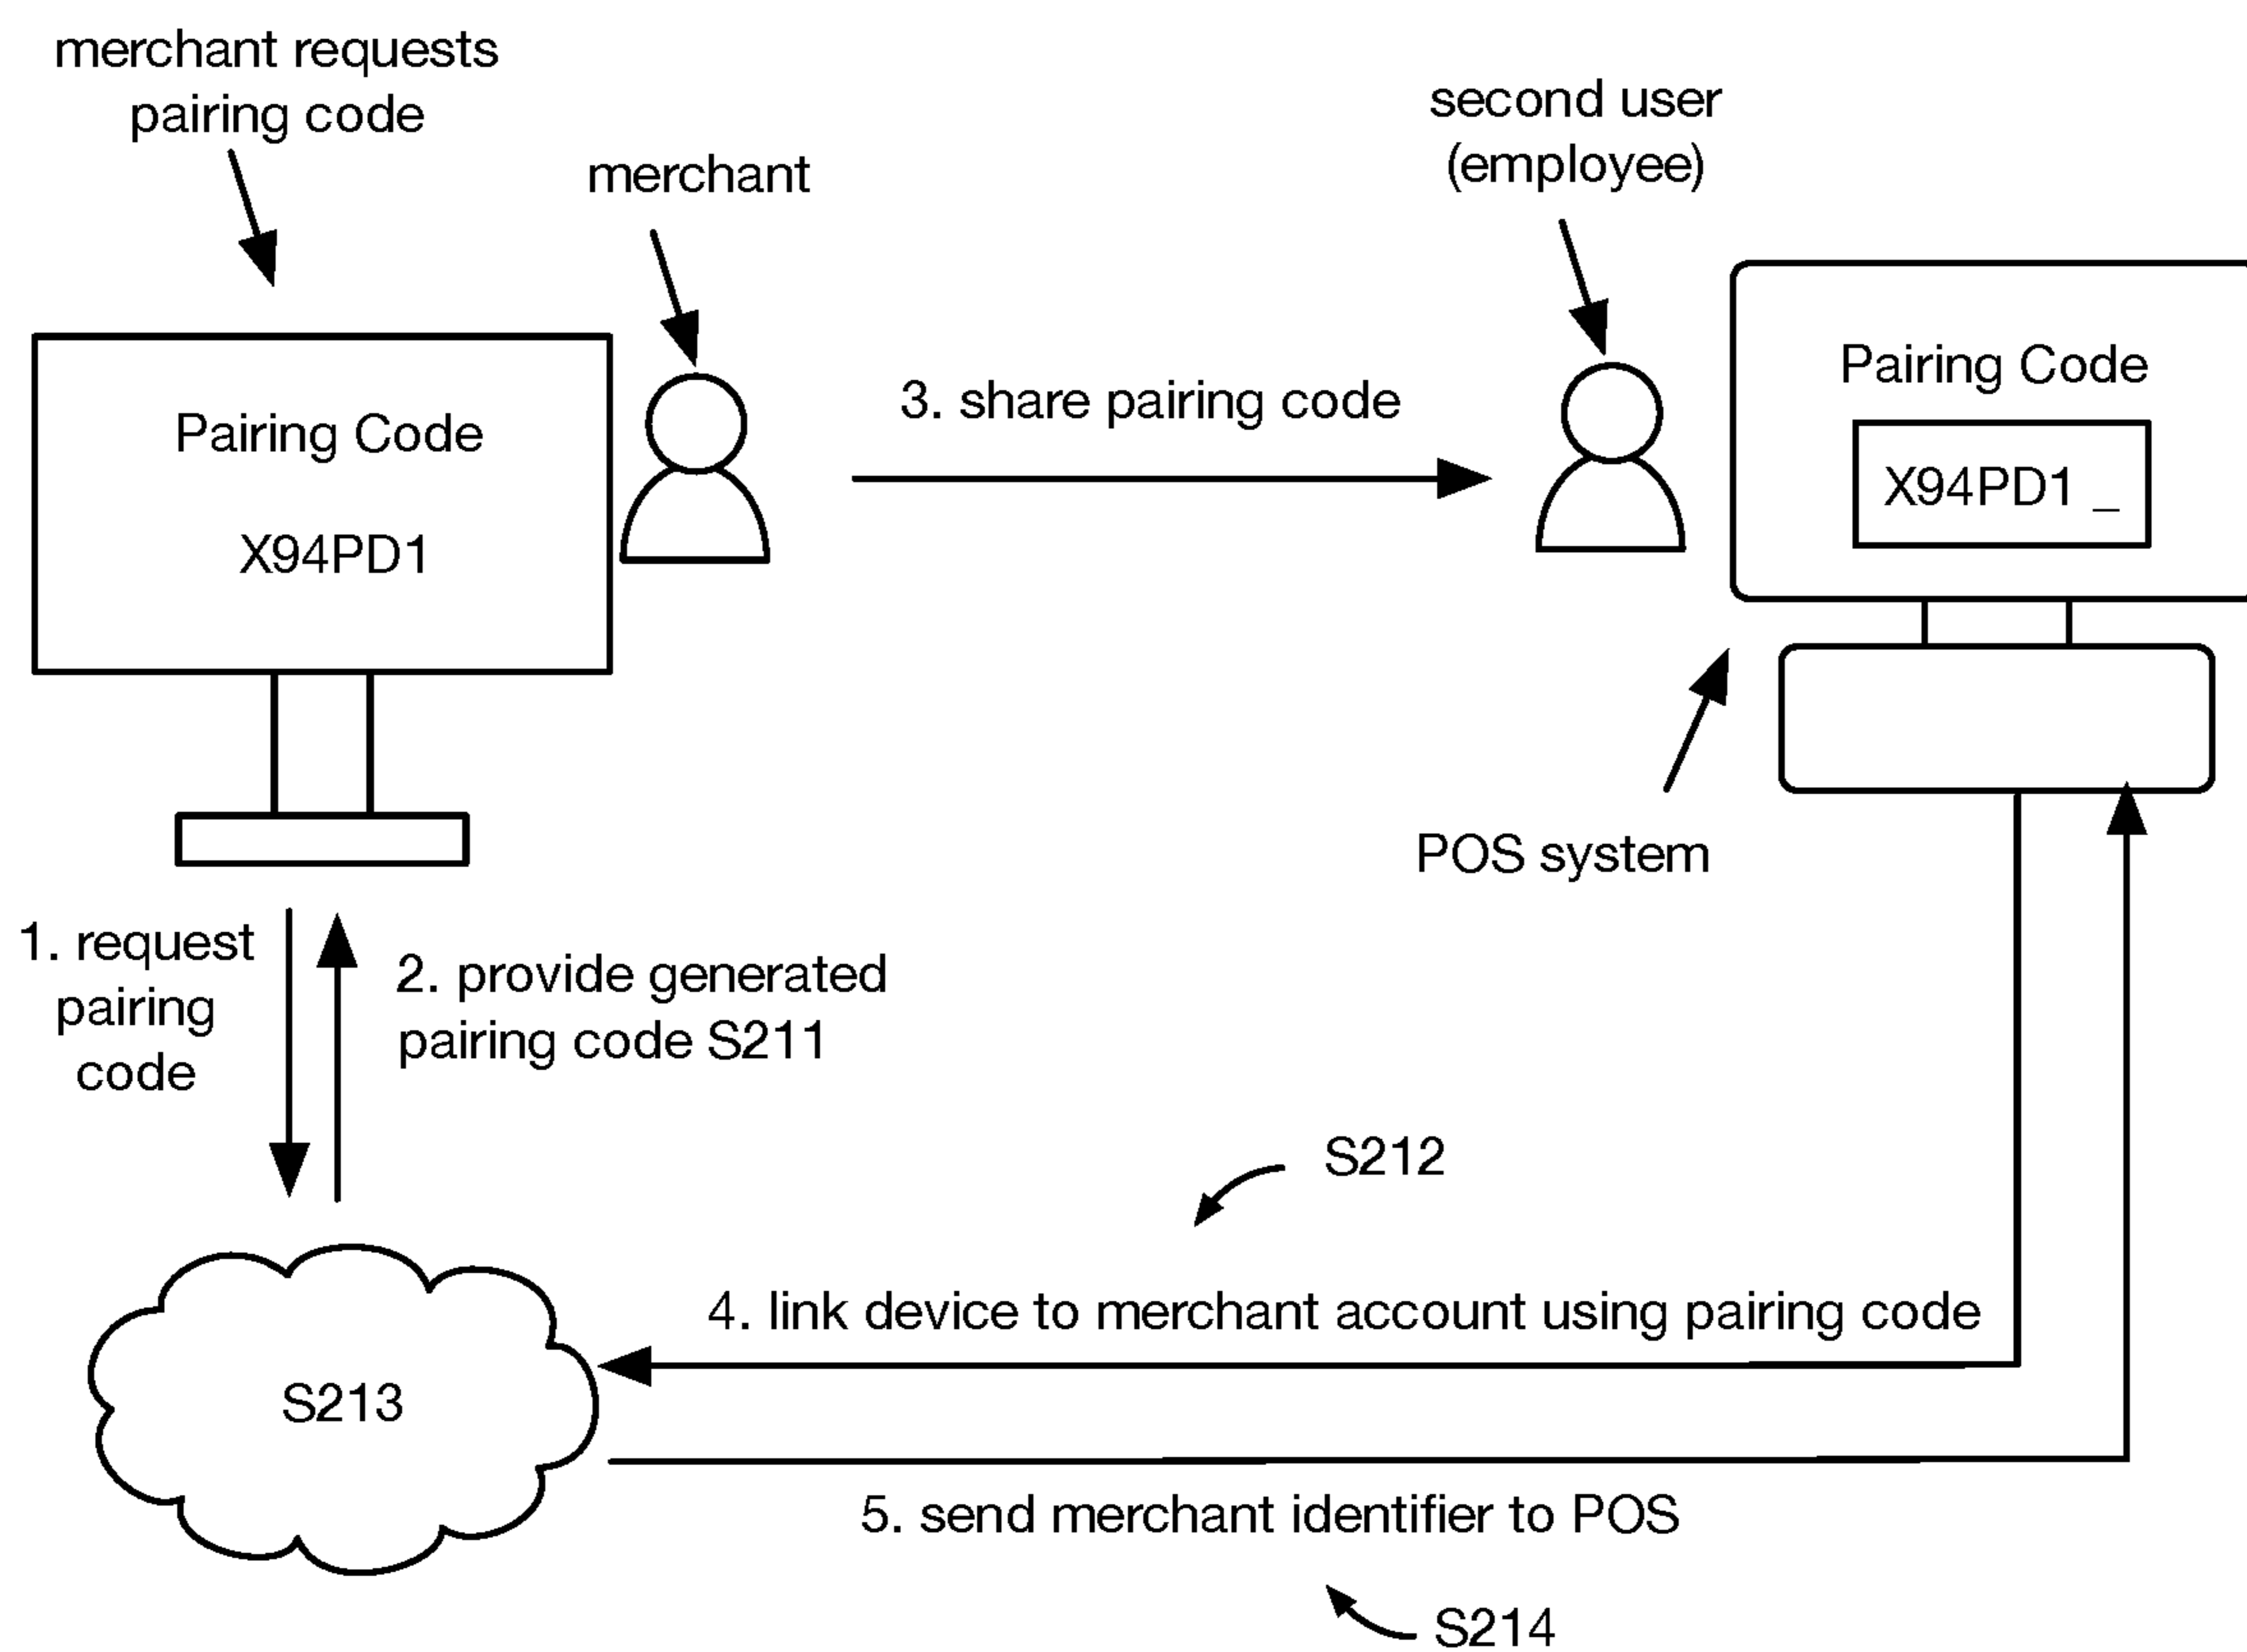 merchant requests
pairing code
merchant
second user
(employee)
Pairing Code
X94PD1
3. share pairing code
Pairing Code
X94PD1 _
POS system
1. request
pairing
code
2. provide generated
pairing code S211
S212
4. link device to merchant account using pairing code
S213
5. send merchant identifier to POS
S214